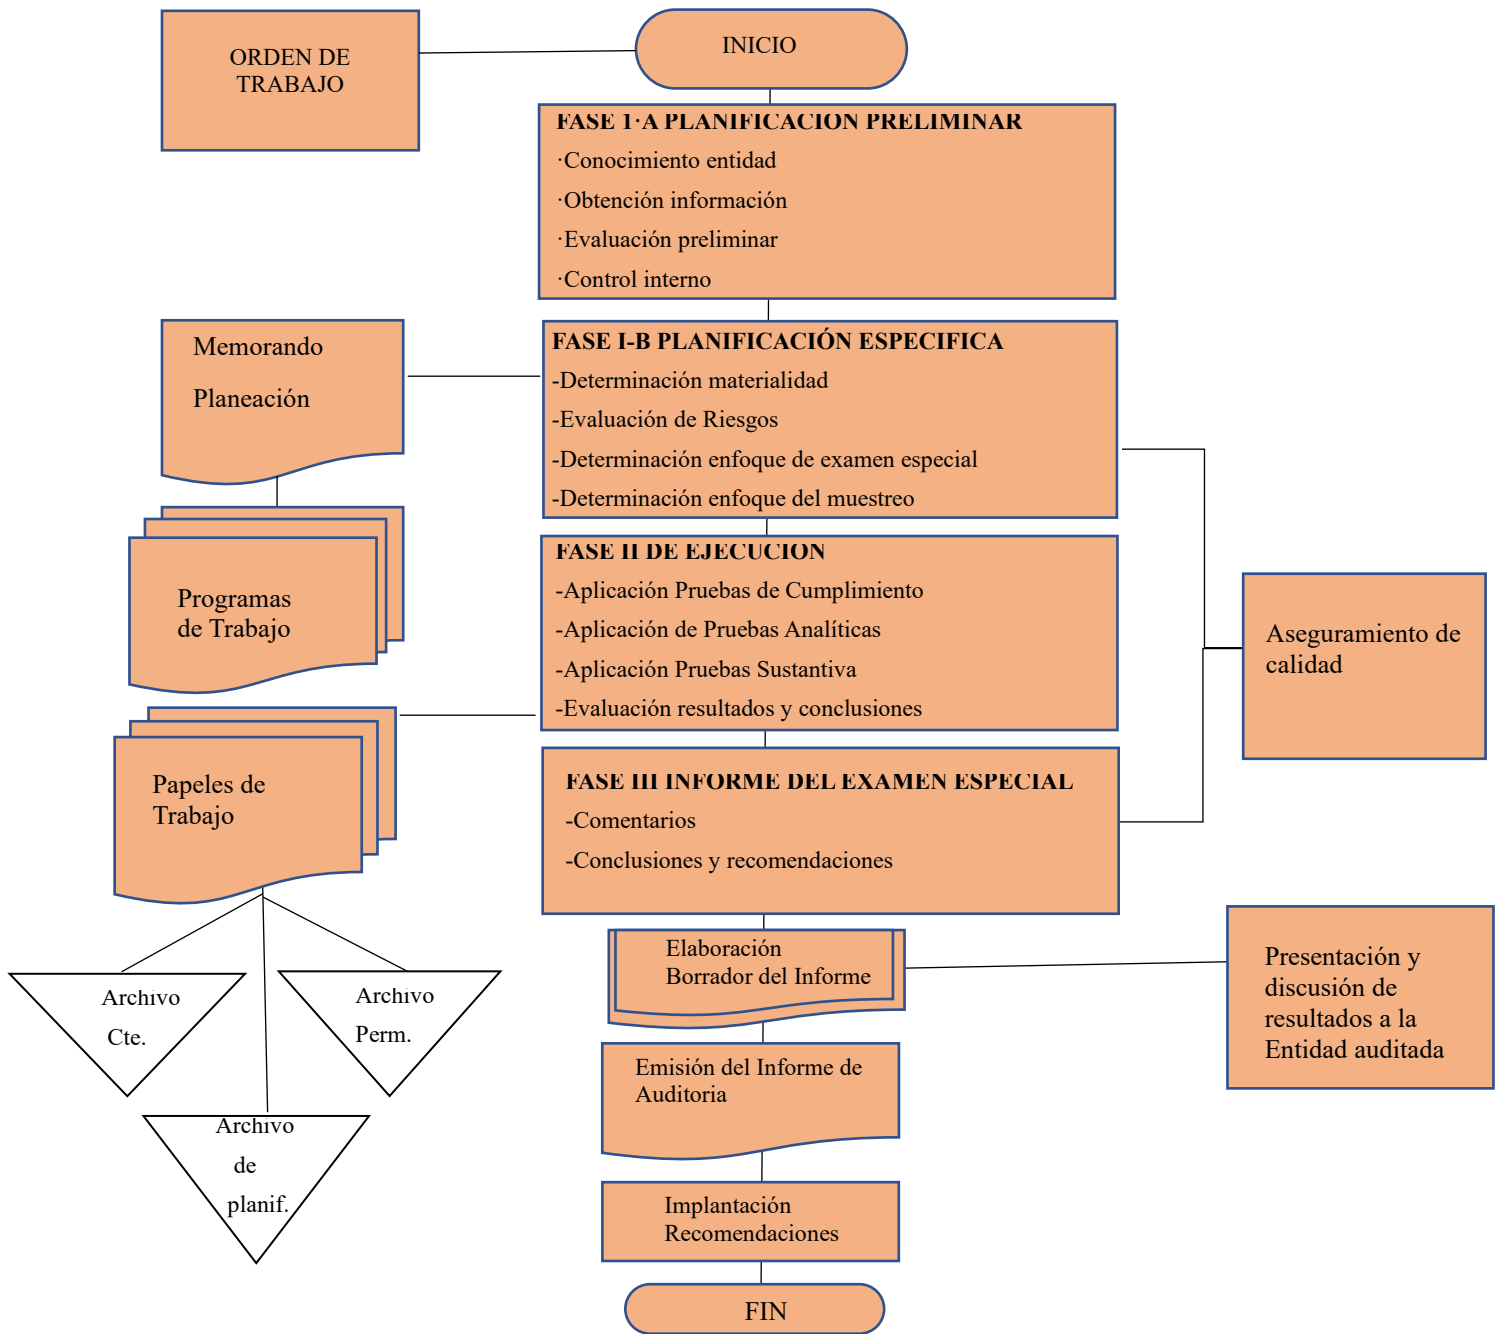 ORDEN DE
TRABAJO
INICIO
FASE 1·A PLANIFICACION PRELIMINAR
·Conocimiento entidad
·Obtención información
·Evaluación preliminar
·Control interno
Memorando
Planeación
FASE I-B PLANIFICACIÓN ESPECIFICA
-Determinación materialidad
-Evaluación de Riesgos
-Determinación enfoque de examen especial
-Determinación enfoque del muestreo
Programas
de Trabajo
FASE II DE EJECUCION
-Aplicación Pruebas de Cumplimiento
-Aplicación de Pruebas Analíticas
-Aplicación Pruebas Sustantiva
-Evaluación resultados y conclusiones
Aseguramiento de
calidad
Papeles de
Trabajo
FASE III INFORME DEL EXAMEN ESPECIAL
-Comentarios
-Conclusiones y recomendaciones
Archivo
Cte.
Archivo
Perm.
Archivo
de
planif.
Elaboración
Borrador del Informe
Presentación y
discusión de
resultados a la
Entidad auditada
Emisión del Informe de
Auditoria
Implantación
Recomendaciones
FIN